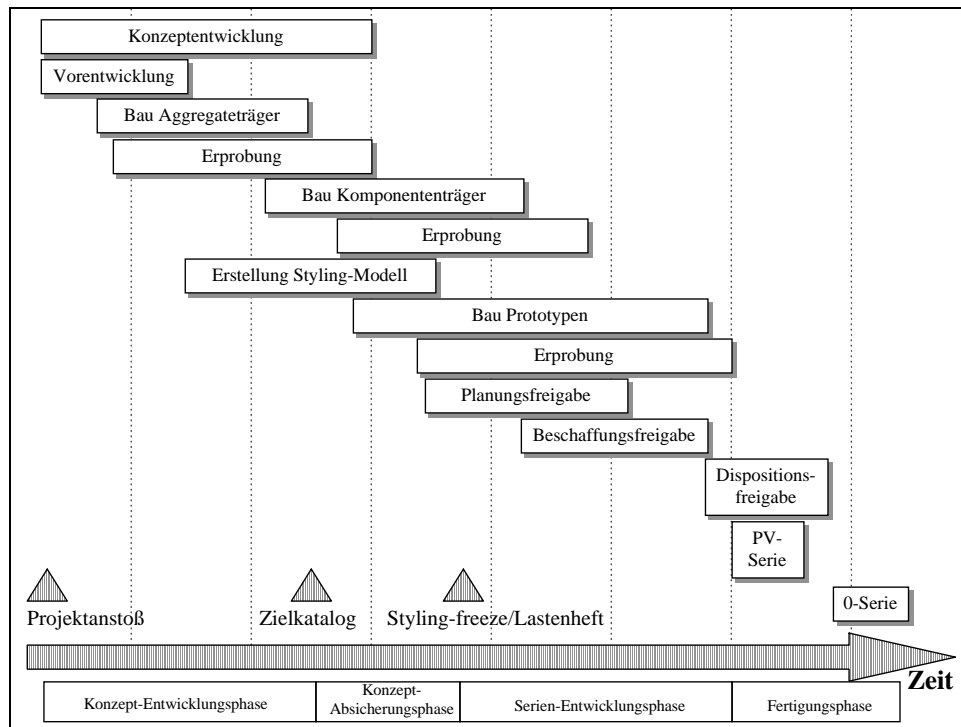 Konzeptentwicklung
Vorentwicklung
Bau Aggregateträger
Erprobung
Bau Komponententräger
Erprobung
Erstellung Styling-Modell
Bau Prototypen
Erprobung
Planungsfreigabe
Beschaffungsfreigabe
Dispositions-
freigabe
PV-
Serie
0-Serie
Projektanstoß
Zielkatalog
Styling-freeze/Lastenheft
Zeit
Konzept-Entwicklungsphase
Konzept-
Absicherungsphase
Serien-Entwicklungsphase
Fertigungsphase